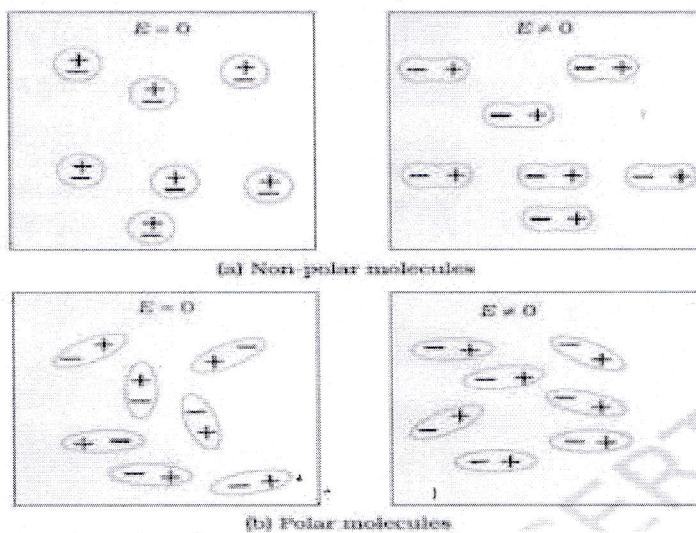 E = 0
E ≠ 0
± ± ±
±
± ± ±
±
− + − +
− +
− + − + − +
− +
(a) Non-polar molecules
E = 0
E ≠ 0
− +
+ −
+
−
−
+
+ −
− +
− +
− +
−
+
− +
−
+
−
+
− +
− +
(b) Polar molecules